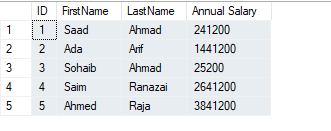 ID FirstName LastName Annual Salary
1 1 Saad Ahmad 241200
2 2 Ada Arif 1441200
3 3 Sohaib Ahmad 25200
4 4 Saim Ranazai 2641200
5 5 Ahmed Raja 3841200